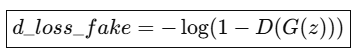 d_loss_fake = −log(1 − D(G(z)))